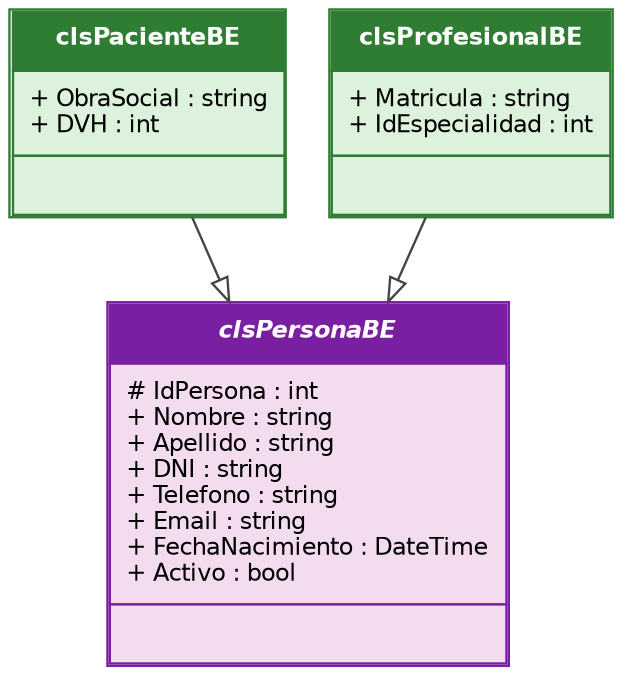 clsPacienteBE
+ ObraSocial : string
+ DVH : int
clsProfesionalBE
+ Matricula : string
+ IdEspecialidad : int
clsPersonaBE
# IdPersona : int
+ Nombre : string
+ Apellido : string
+ DNI : string
+ Telefono : string
+ Email : string
+ FechaNacimiento : DateTime
+ Activo : bool